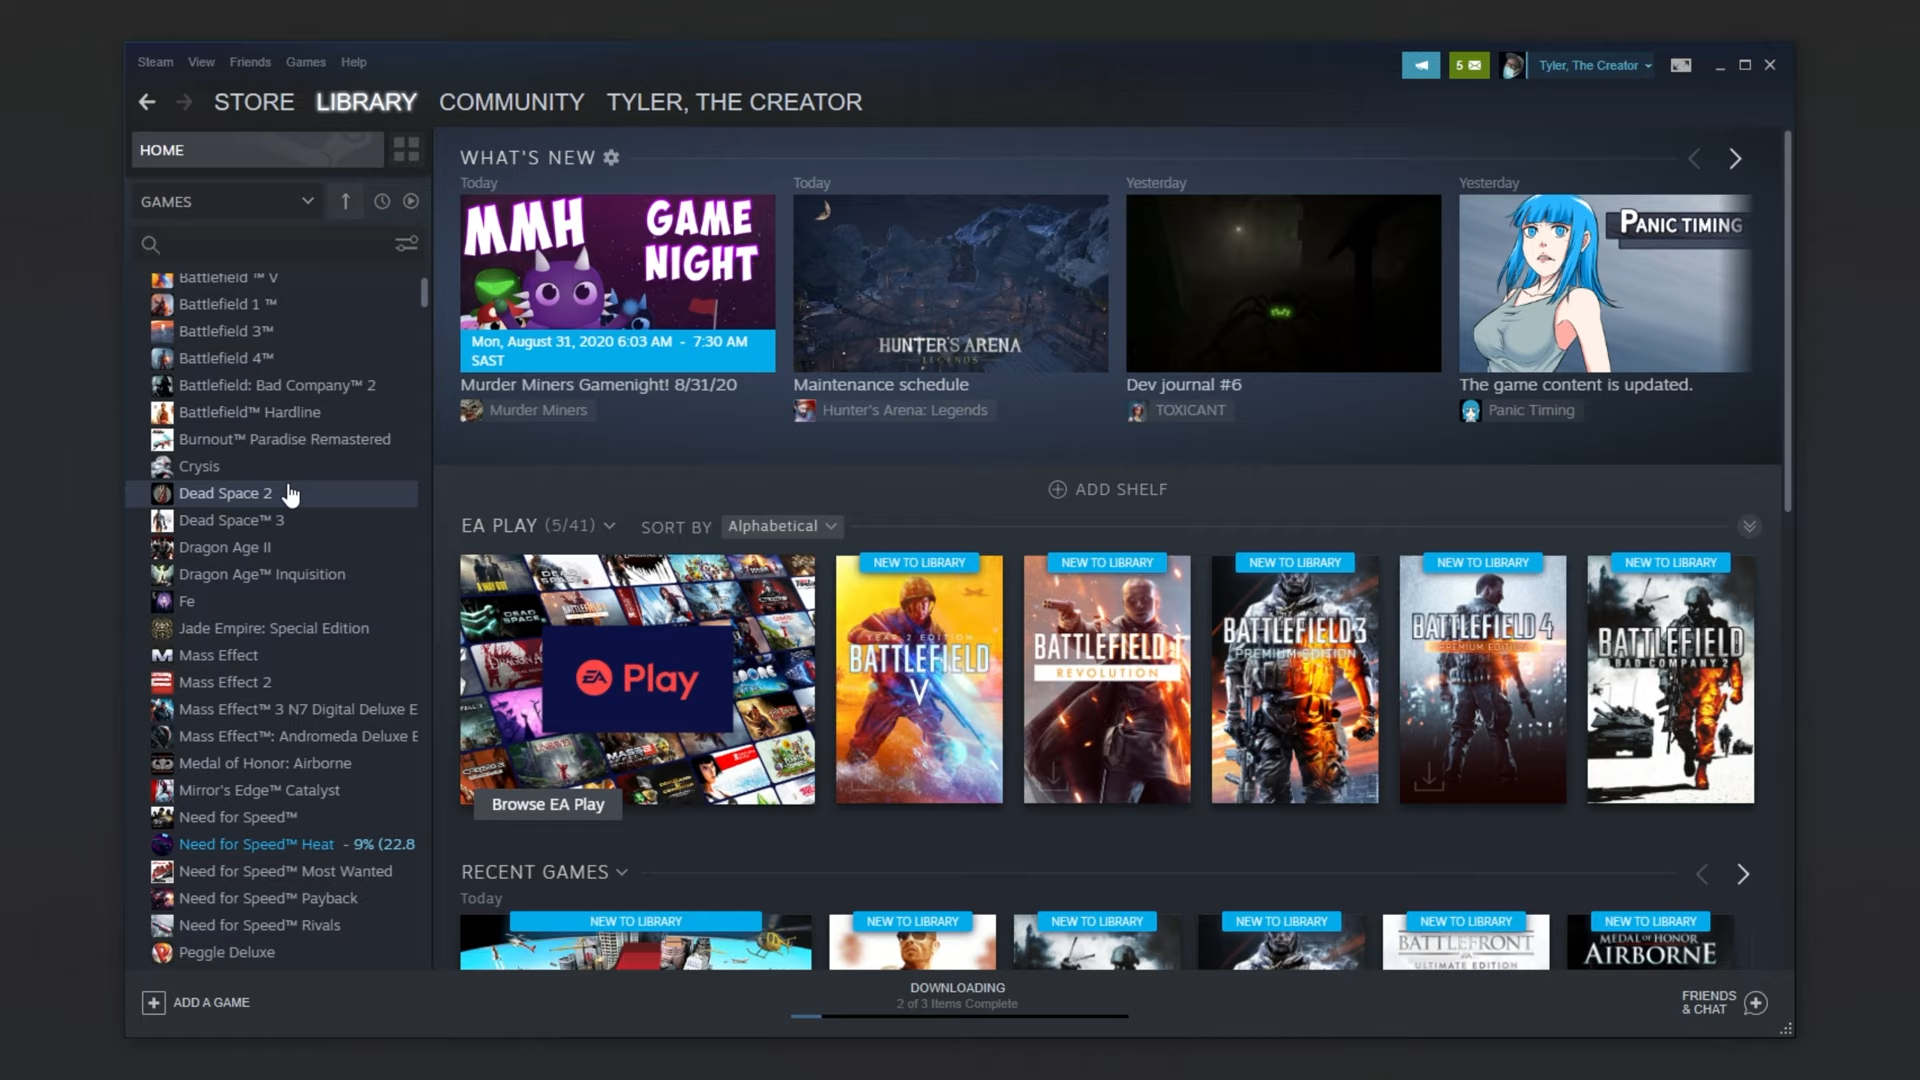 Steam View Friends Games Help
5
Tyler, The Creator
STORE LIBRARY COMMUNITY TYLER, THE CREATOR
HOME
GAMES
Battlefield ™ V
Battlefield 1 ™
Battlefield 3™
Battlefield 4™
Battlefield: Bad Company™ 2
Battlefield™ Hardline
Burnout™ Paradise Remastered
Crysis
Dead Space 2
Dead Space™ 3
Dragon Age II
Dragon Age™ Inquisition
Fe
Jade Empire: Special Edition
Mass Effect
Mass Effect 2
Mass Effect™ 3 N7 Digital Deluxe E
Mass Effect™: Andromeda Deluxe E
Medal of Honor: Airborne
Mirror's Edge™ Catalyst
Need for Speed™
Need for Speed™ Heat - 9% (22.8
Need for Speed™ Most Wanted
Need for Speed™ Payback
Need for Speed™ Rivals
Peggle Deluxe
ADD A GAME
WHAT'S NEW
Today
MMH GAME
NIGHT
Mon, August 31, 2020 6:03 AM - 7:30 AM
SAST
Murder Miners Gamenight! 8/31/20
Murder Miners
Today
HUNTER'S ARENA
LEGENDS
Maintenance schedule
Hunter's Arena: Legends
Yesterday
Dev journal #6
TOXICANT
Yesterday
PANIC TIMING
The game content is updated.
Panic Timing
ADD SHELF
EA PLAY (5/41) SORT BY Alphabetical
EA Play
Browse EA Play
NEW TO LIBRARY
YEAR 2 EDITION
BATTLEFIELD
V
NEW TO LIBRARY
BATTLEFIELD 1
REVOLUTION
NEW TO LIBRARY
BATTLEFIELD 3
PREMIUM EDITION
NEW TO LIBRARY
BATTLEFIELD 4
PREMIUM EDITION
NEW TO LIBRARY
BATTLEFIELD
BAD COMPANY 2
RECENT GAMES
Today
NEW TO LIBRARY
NEW TO LIBRARY
NEW TO LIBRARY
NEW TO LIBRARY
NEW TO LIBRARY
BATTLEFRONT
ULTIMATE EDITION
NEW TO LIBRARY
MEDAL OF HONOR
AIRBORNE
DOWNLOADING
2 of 3 Items Complete
FRIENDS
& CHAT